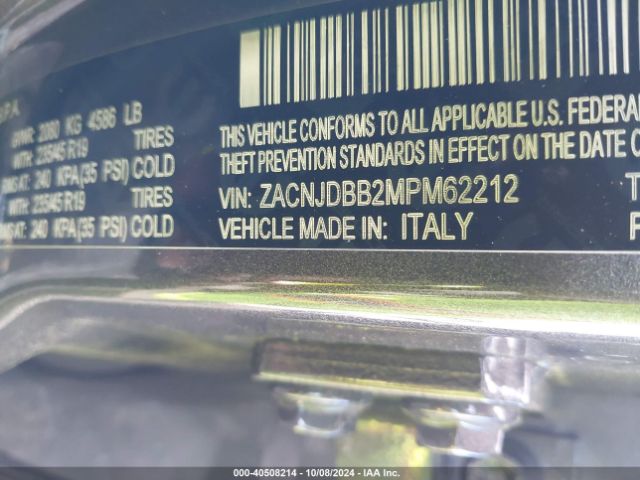 GVWR: 2080 KG 4586 LB
WITH: 235/45 R19 TIRES
RIMS AT 240 KPA(35 PSI) COLD
WITH: 235/45 R19 TIRES
RIMS AT 240 KPA(35 PSI) COLD
THIS VEHICLE CONFORMS TO ALL APPLICABLE U.S. FEDERAL
THEFT PREVENTION STANDARDS IN EFFECT ON THE DATE
VIN: ZACNJDBB2MPM62212
VEHICLE MADE IN: ITALY
000-40508214 - 10/08/2024 - IAA Inc.